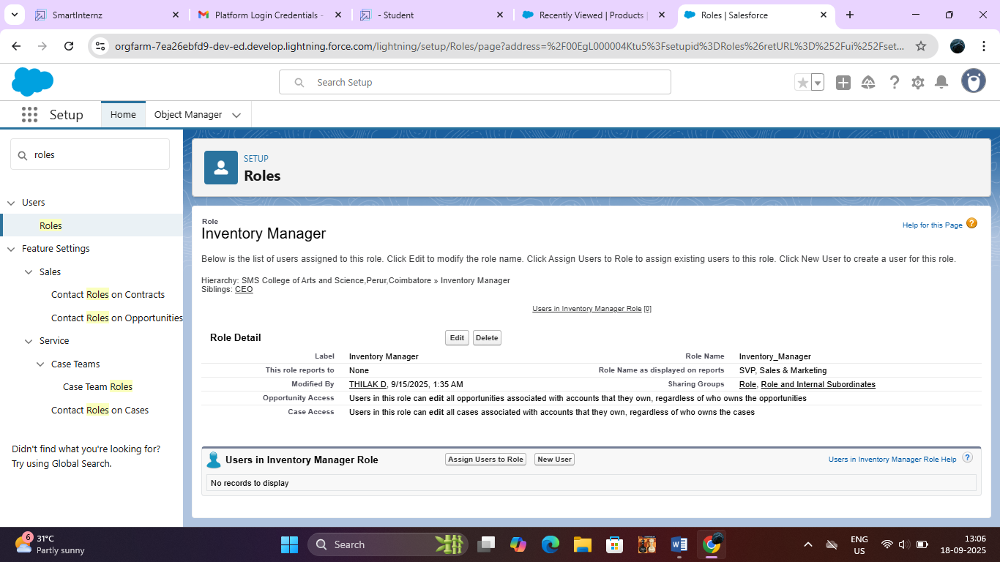 SmartInternz
Platform Login Credentials -
- Student
Recently Viewed | Products |
Roles | Salesforce
orgfarm-7ea26ebfd9-dev-ed.develop.lightning.force.com/lightning/setup/Roles/page?address=%2F00EgL000004Ktu5%3Fsetupid%3DRoles%26retURL%3D%252Fui%252Fset...
Search Setup
Setup
Home
Object Manager
roles
Users
Roles
Feature Settings
Sales
Contact Roles on Contracts
Contact Roles on Opportunities
Service
Case Teams
Case Team Roles
Contact Roles on Cases
Didn't find what you're looking for?
Try using Global Search.
SETUP
Roles
Role
Inventory Manager
Help for this Page
Below is the list of users assigned to this role. Click Edit to modify the role name. Click Assign Users to Role to assign existing users to this role. Click New User to create a user for this role.
Hierarchy: SMS College of Arts and Science,Perur,Coimbatore » Inventory Manager
Siblings: CEO
Users in Inventory Manager Role [0]
Role Detail
Edit
Delete
Label Inventory Manager Role Name Inventory_Manager
This role reports to None Role Name as displayed on reports SVP, Sales & Marketing
Modified By THILAK D, 9/15/2025, 1:35 AM Sharing Groups Role, Role and Internal Subordinates
Opportunity Access Users in this role can edit all opportunities associated with accounts that they own, regardless of who owns the opportunities
Case Access Users in this role can edit all cases associated with accounts that they own, regardless of who owns the cases
Users in Inventory Manager Role
Assign Users to Role
New User
Users in Inventory Manager Role Help ?
No records to display
6
31°C
Partly sunny
Search
ENG
US
13:06
18-09-2025